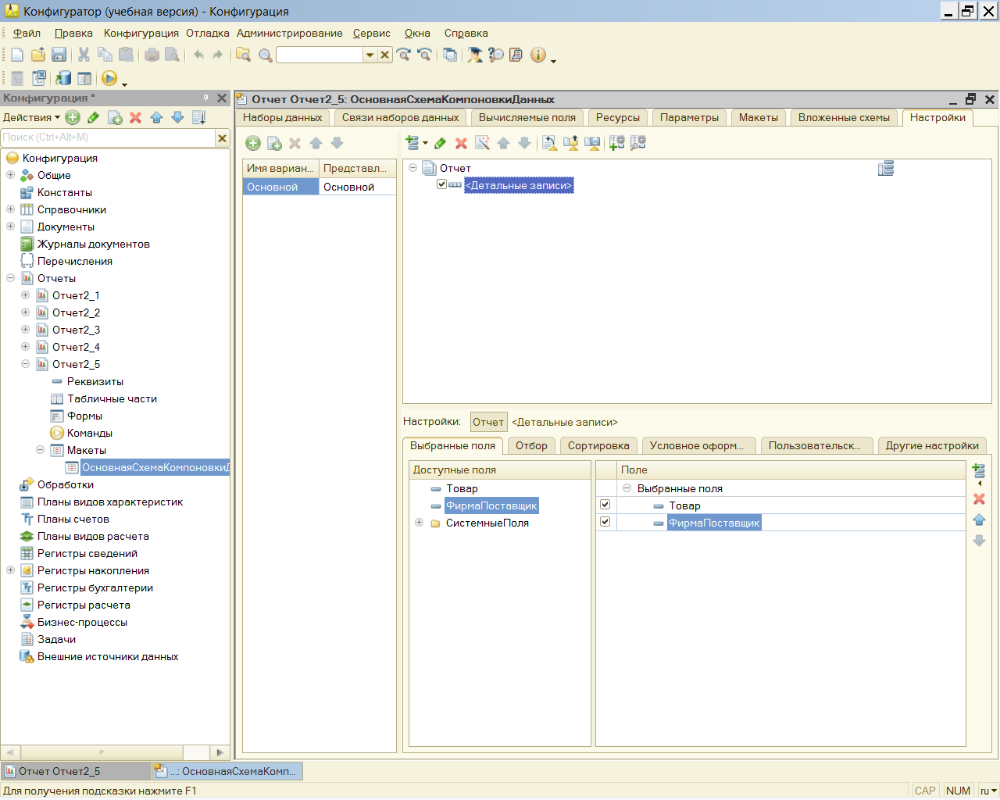 Конфигуратор (учебная версия) - Конфигурация
Файл Правка Конфигурация Отладка Администрирование Сервис Окна Справка
Конфигурация *
Действия
Поиск (Ctrl+Alt+M)
Конфигурация
Общие
Константы
Справочники
Документы
Журналы документов
Перечисления
Отчеты
Отчет2_1
Отчет2_2
Отчет2_3
Отчет2_4
Отчет2_5
Реквизиты
Табличные части
Формы
Команды
Макеты
ОсновнаяСхемаКомпоновкиД
Обработки
Планы видов характеристик
Планы счетов
Планы видов расчета
Регистры сведений
Регистры накопления
Регистры бухгалтерии
Регистры расчета
Бизнес-процессы
Задачи
Внешние источники данных
Отчет Отчет2_5: ОсновнаяСхемаКомпоновкиДанных
Наборы данных Связи наборов данных Вычисляемые поля Ресурсы Параметры Макеты Вложенные схемы Настройки
Имя вариан... Представл...
Основной Основной
Отчет
<Детальные записи>
Настройки: Отчет <Детальные записи>
Выбранные поля Отбор Сортировка Условное оформ... Пользовательск... Другие настройки
Доступные поля
Товар
ФирмаПоставщик
СистемныеПоля
Поле
Выбранные поля
Товар
ФирмаПоставщик
Отчет Отчет2_5 ...: ОсновнаяСхемаКомп...
Для получения подсказки нажмите F1 CAP NUM ru